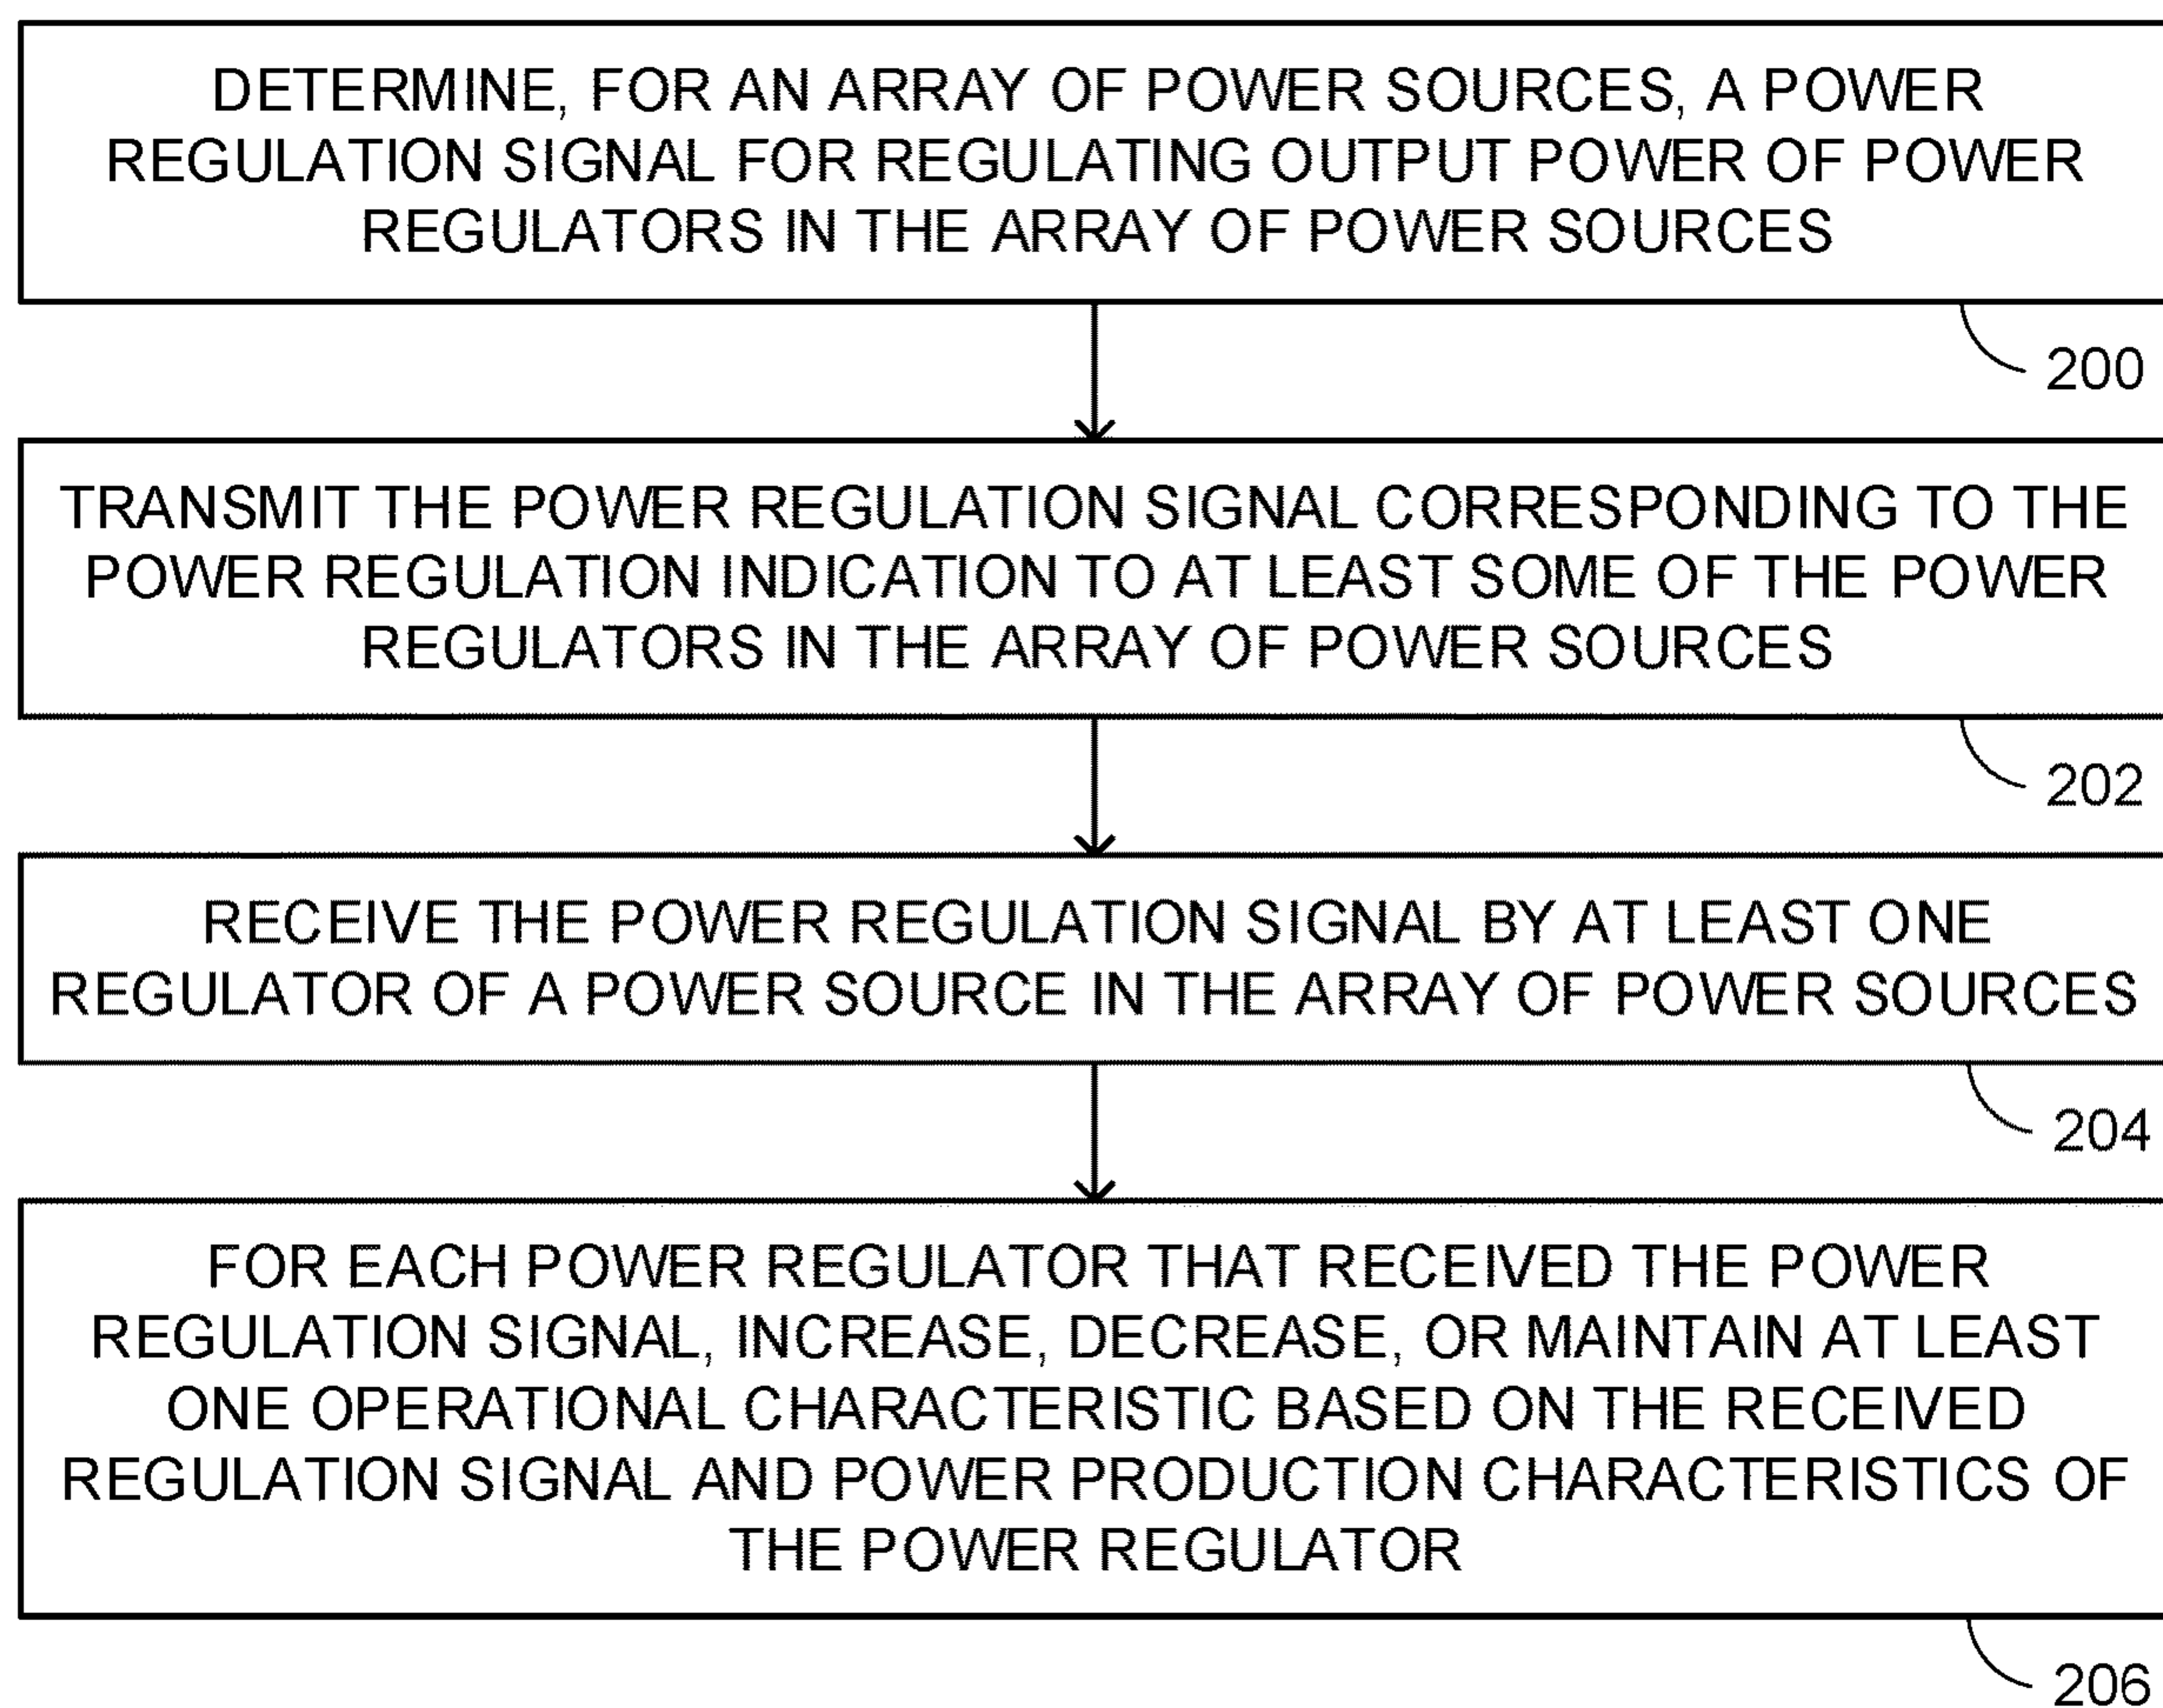 DETERMINE, FOR AN ARRAY OF POWER SOURCES, A POWER
REGULATION SIGNAL FOR REGULATING OUTPUT POWER OF POWER
REGULATORS IN THE ARRAY OF POWER SOURCES
200
TRANSMIT THE POWER REGULATION SIGNAL CORRESPONDING TO THE
POWER REGULATION INDICATION TO AT LEAST SOME OF THE POWER
REGULATORS IN THE ARRAY OF POWER SOURCES
202
RECEIVE THE POWER REGULATION SIGNAL BY AT LEAST ONE
REGULATOR OF A POWER SOURCE IN THE ARRAY OF POWER SOURCES
204
FOR EACH POWER REGULATOR THAT RECEIVED THE POWER
REGULATION SIGNAL, INCREASE, DECREASE, OR MAINTAIN AT LEAST
ONE OPERATIONAL CHARACTERISTIC BASED ON THE RECEIVED
REGULATION SIGNAL AND POWER PRODUCTION CHARACTERISTICS OF
THE POWER REGULATOR
206